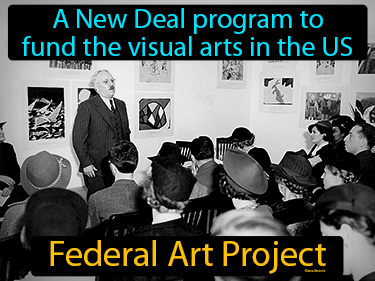 A New Deal program to
fund the visual arts in the US
Federal Art Project